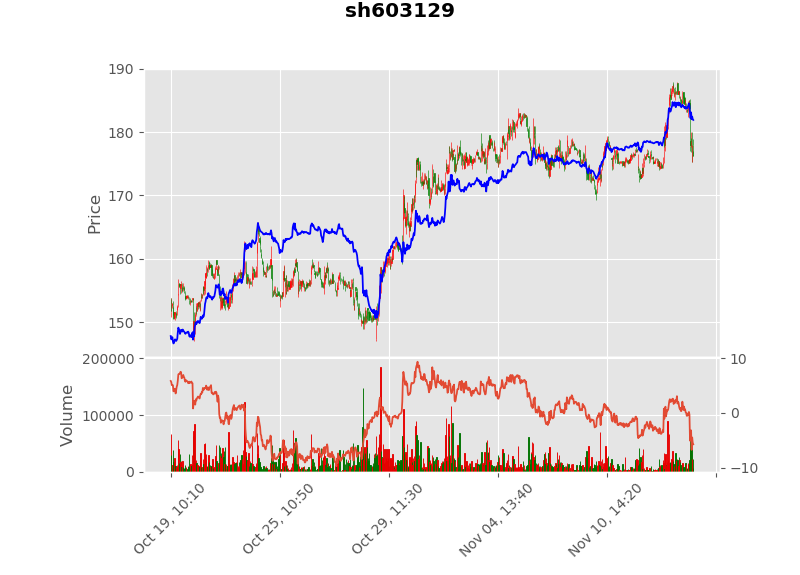 sh603129
190
180
170
160
150
Price
200000
100000
0
Volume
10
0
−10
Oct 19, 10:10
Oct 25, 10:50
Oct 29, 11:30
Nov 04, 13:40
Nov 10, 14:20